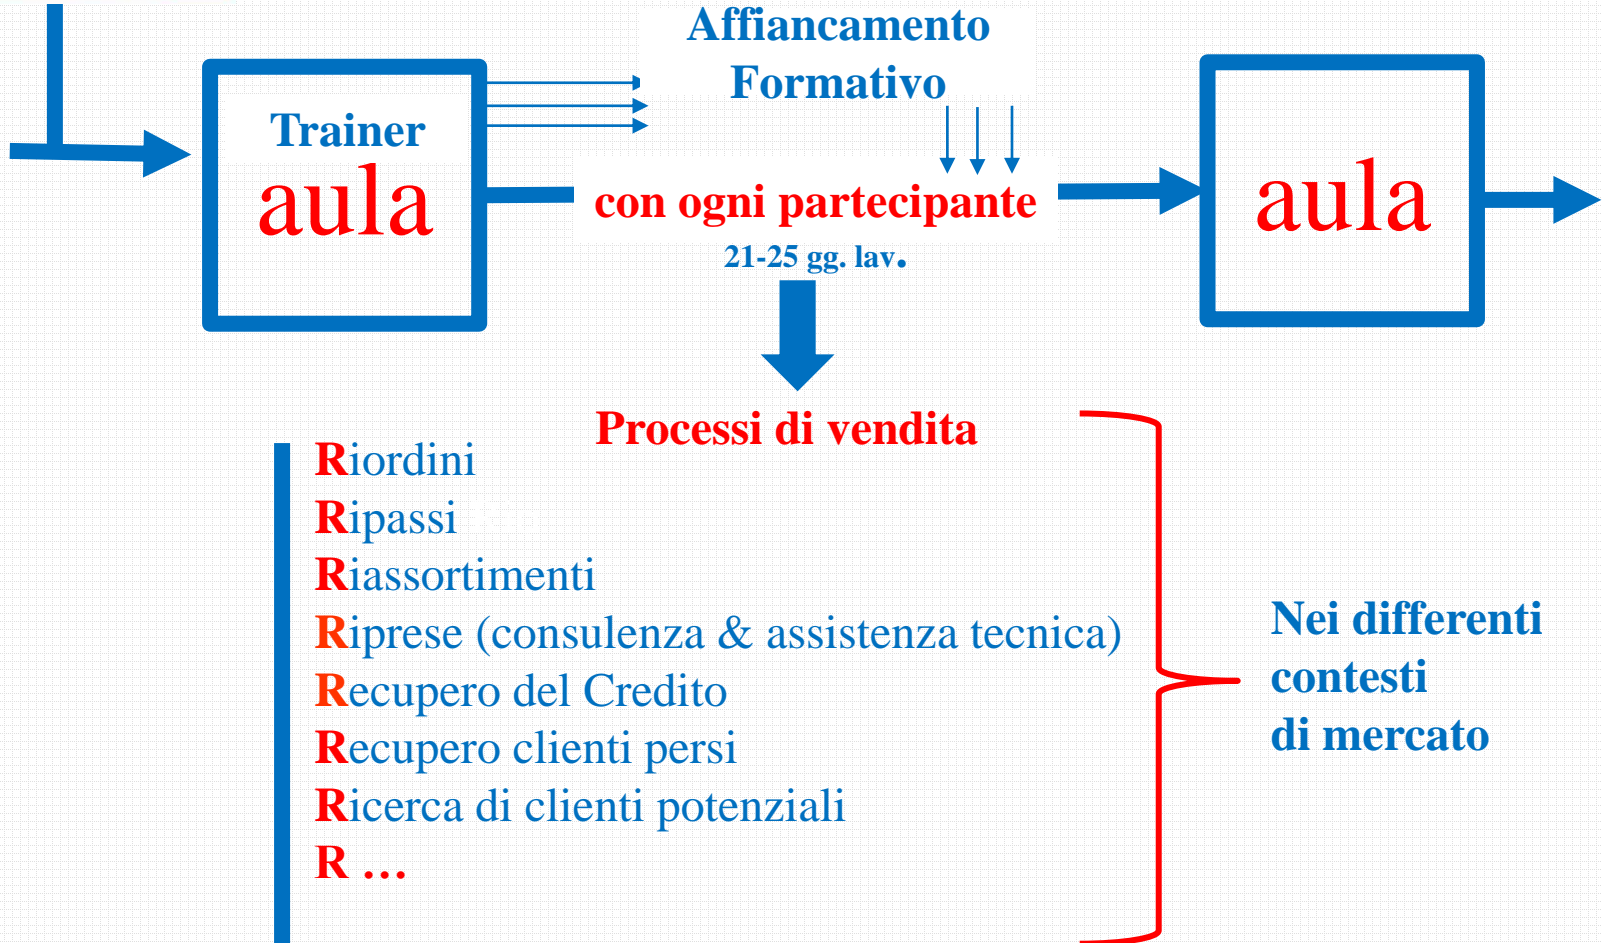 Affiancamento
Formativo
Trainer
aula
con ogni partecipante
21-25 gg. lav.
aula
Processi di vendita
Riordini
Ripassi
Riassortimenti
Riprese (consulenza & assistenza tecnica)
Recupero del Credito
Recupero clienti persi
Ricerca di clienti potenziali
R …
Nei differenti
contesti
di mercato